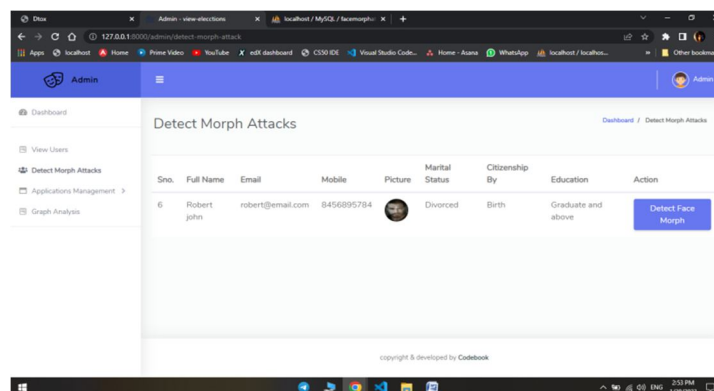 Dtox
Admin - view-elecctions
localhost / MySQL / facemorphat
127.0.0.1:8000/admin/detect-morph-attack
Apps localhost Home Prime Video YouTube edX dashboard CS50 IDE Visual Studio Code... Home - Asana WhatsApp localhost / localhos... Other bookma
Admin
Admin
Dashboard
View Users
Detect Morph Attacks
Applications Management
Graph Analysis
Detect Morph Attacks
Dashboard / Detect Morph Attacks
Sno. Full Name Email Mobile Picture Marital Status Citizenship By Education Action
6 Robert john robert@email.com 8456895784 Divorced Birth Graduate and above Detect Face Morph
copyright & developed by Codebook
ENG 2:53 PM